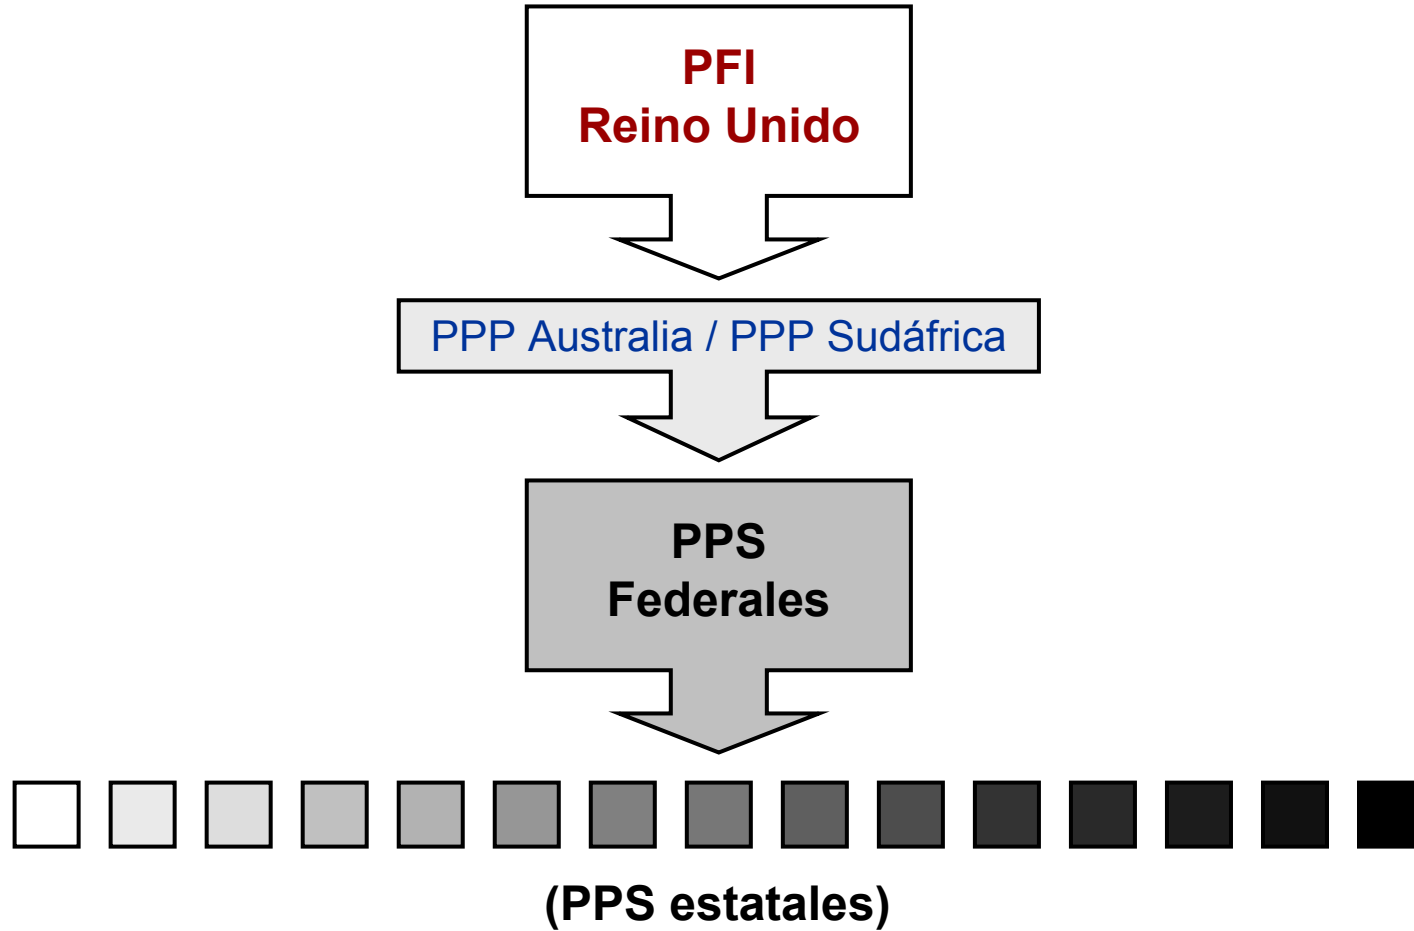 PFI
Reino Unido
PPP Australia / PPP Sudáfrica
PPS
Federales
(PPS estatales)